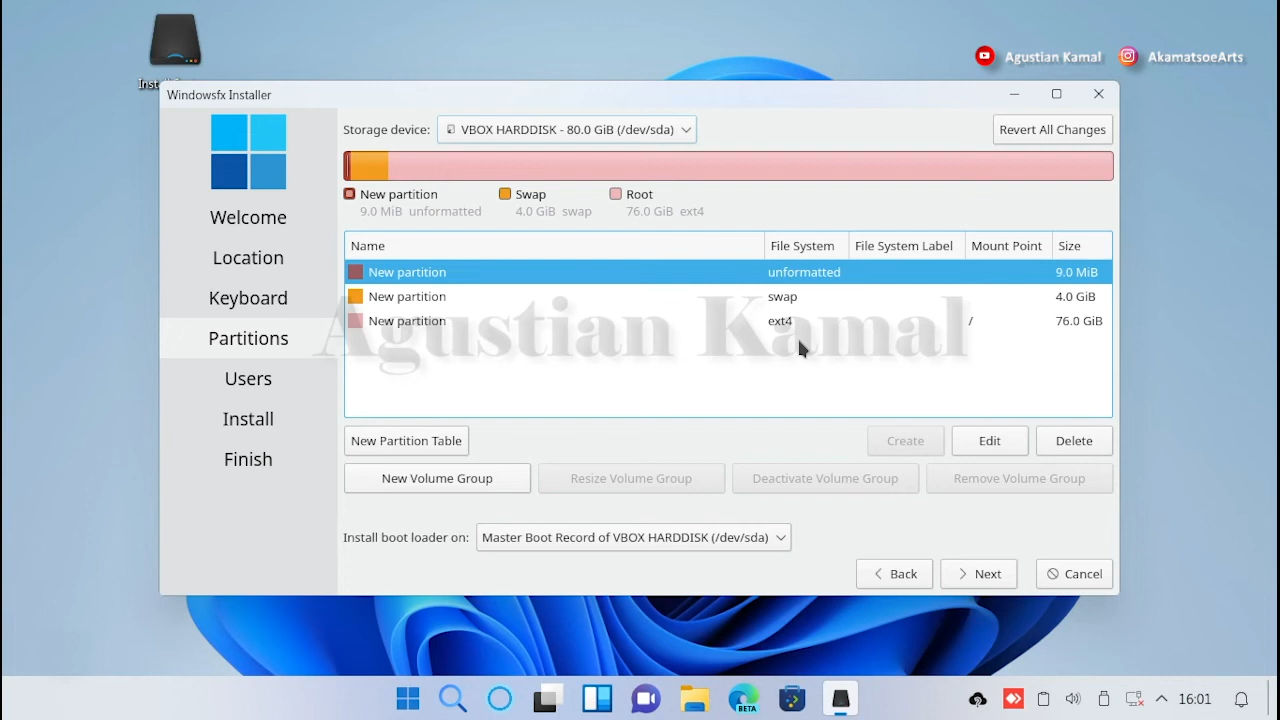 Agustian Kamal
AkamatsoeArts
Windowsfx Installer
Welcome
Location
Keyboard
Partitions
Users
Install
Finish
Storage device:
VBOX HARDDISK - 80.0 GiB (/dev/sda)
Revert All Changes
New partition
9.0 MiB unformatted
Swap
4.0 GiB swap
Root
76.0 GiB ext4
Name File System File System Label Mount Point Size
New partition unformatted 9.0 MiB
New partition swap 4.0 GiB
New partition ext4 / 76.0 GiB
Agustian Kamal
New Partition Table
Create
Edit
Delete
New Volume Group
Resize Volume Group
Deactivate Volume Group
Remove Volume Group
Install boot loader on:
Master Boot Record of VBOX HARDDISK (/dev/sda)
Back
Next
Cancel
BETA
16:01